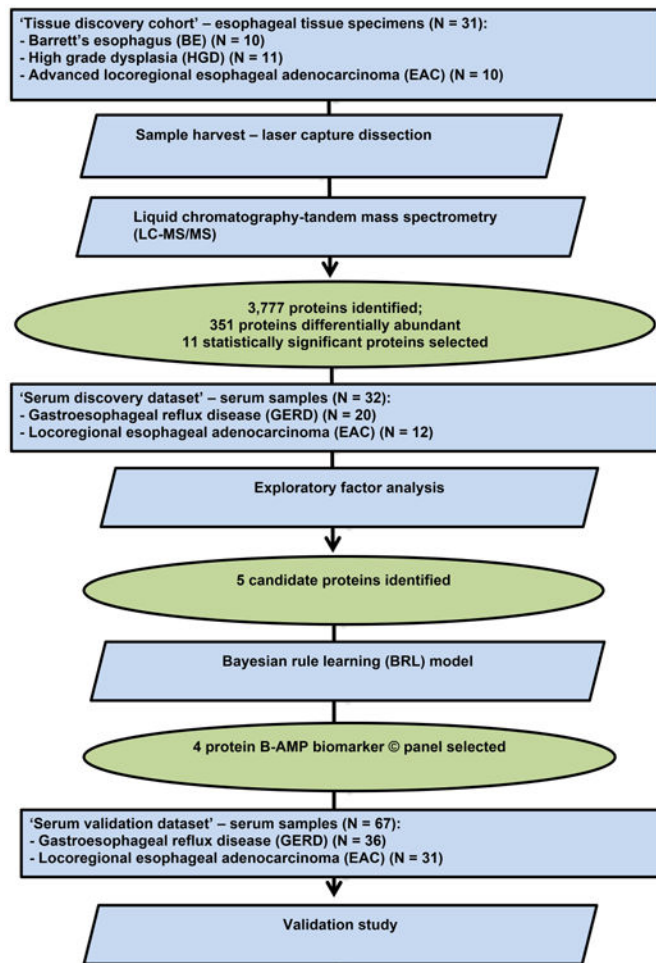 ‘Tissue discovery cohort’ – esophageal tissue specimens (N = 31):
- Barrett’s esophagus (BE) (N = 10)
- High grade dysplasia (HGD) (N = 11)
- Advanced locoregional esophageal adenocarcinoma (EAC) (N = 10)
Sample harvest – laser capture dissection
Liquid chromatography-tandem mass spectrometry
(LC-MS/MS)
3,777 proteins identified;
351 proteins differentially abundant
11 statistically significant proteins selected
‘Serum discovery dataset’ – serum samples (N = 32):
- Gastroesophageal reflux disease (GERD) (N = 20)
- Locoregional esophageal adenocarcinoma (EAC) (N = 12)
Exploratory factor analysis
5 candidate proteins identified
Bayesian rule learning (BRL) model
4 protein B-AMP biomarker © panel selected
‘Serum validation dataset’ – serum samples (N = 67):
- Gastroesophageal reflux disease (GERD) (N = 36)
- Locoregional esophageal adenocarcinoma (EAC) (N = 31)
Validation study